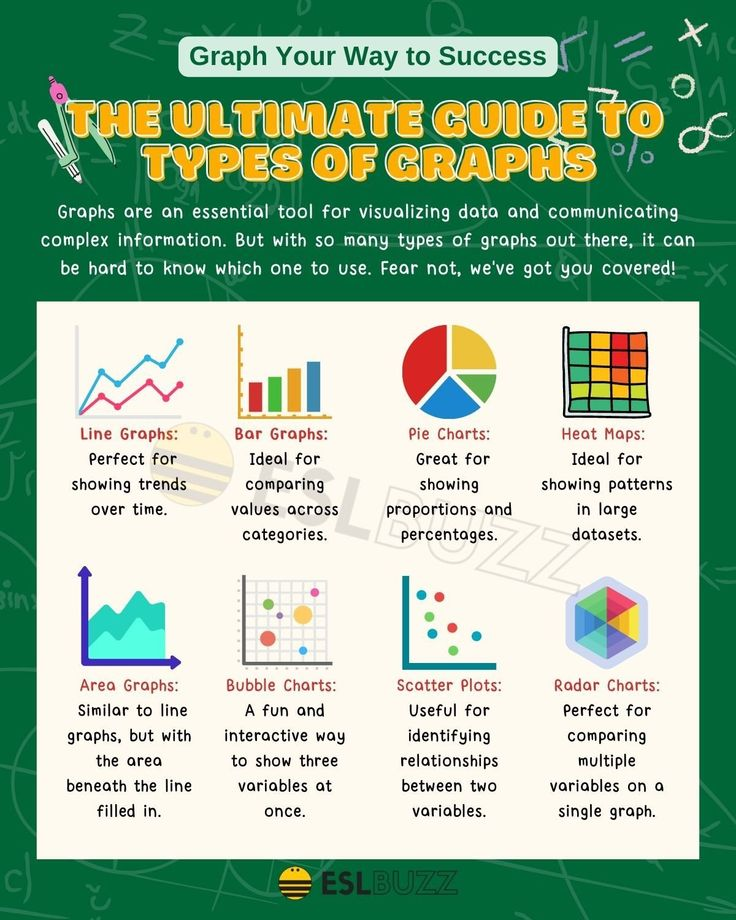 Graph Your Way to Success
THE ULTIMATE GUIDE TO
TYPES OF GRAPHS
Graphs are an essential tool for visualizing data and communicating
complex information. But with so many types of graphs out there, it can
be hard to know which one to use. Fear not, we've got you covered!
Line Graphs:
Perfect for
showing trends
over time.
Bar Graphs:
Ideal for
comparing
values across
categories.
Pie Charts:
Great for
showing
proportions and
percentages.
Heat Maps:
Ideal for
showing patterns
in large
datasets.
ESLBUZZ
Area Graphs:
Similar to line
graphs, but with
the area
beneath the line
filled in.
Bubble Charts:
A fun and
interactive way
to show three
variables at
once.
Scatter Plots:
Useful for
identifying
relationships
between two
variables.
Radar Charts:
Perfect for
comparing
multiple
variables on a
single graph.
ESLBUZZ